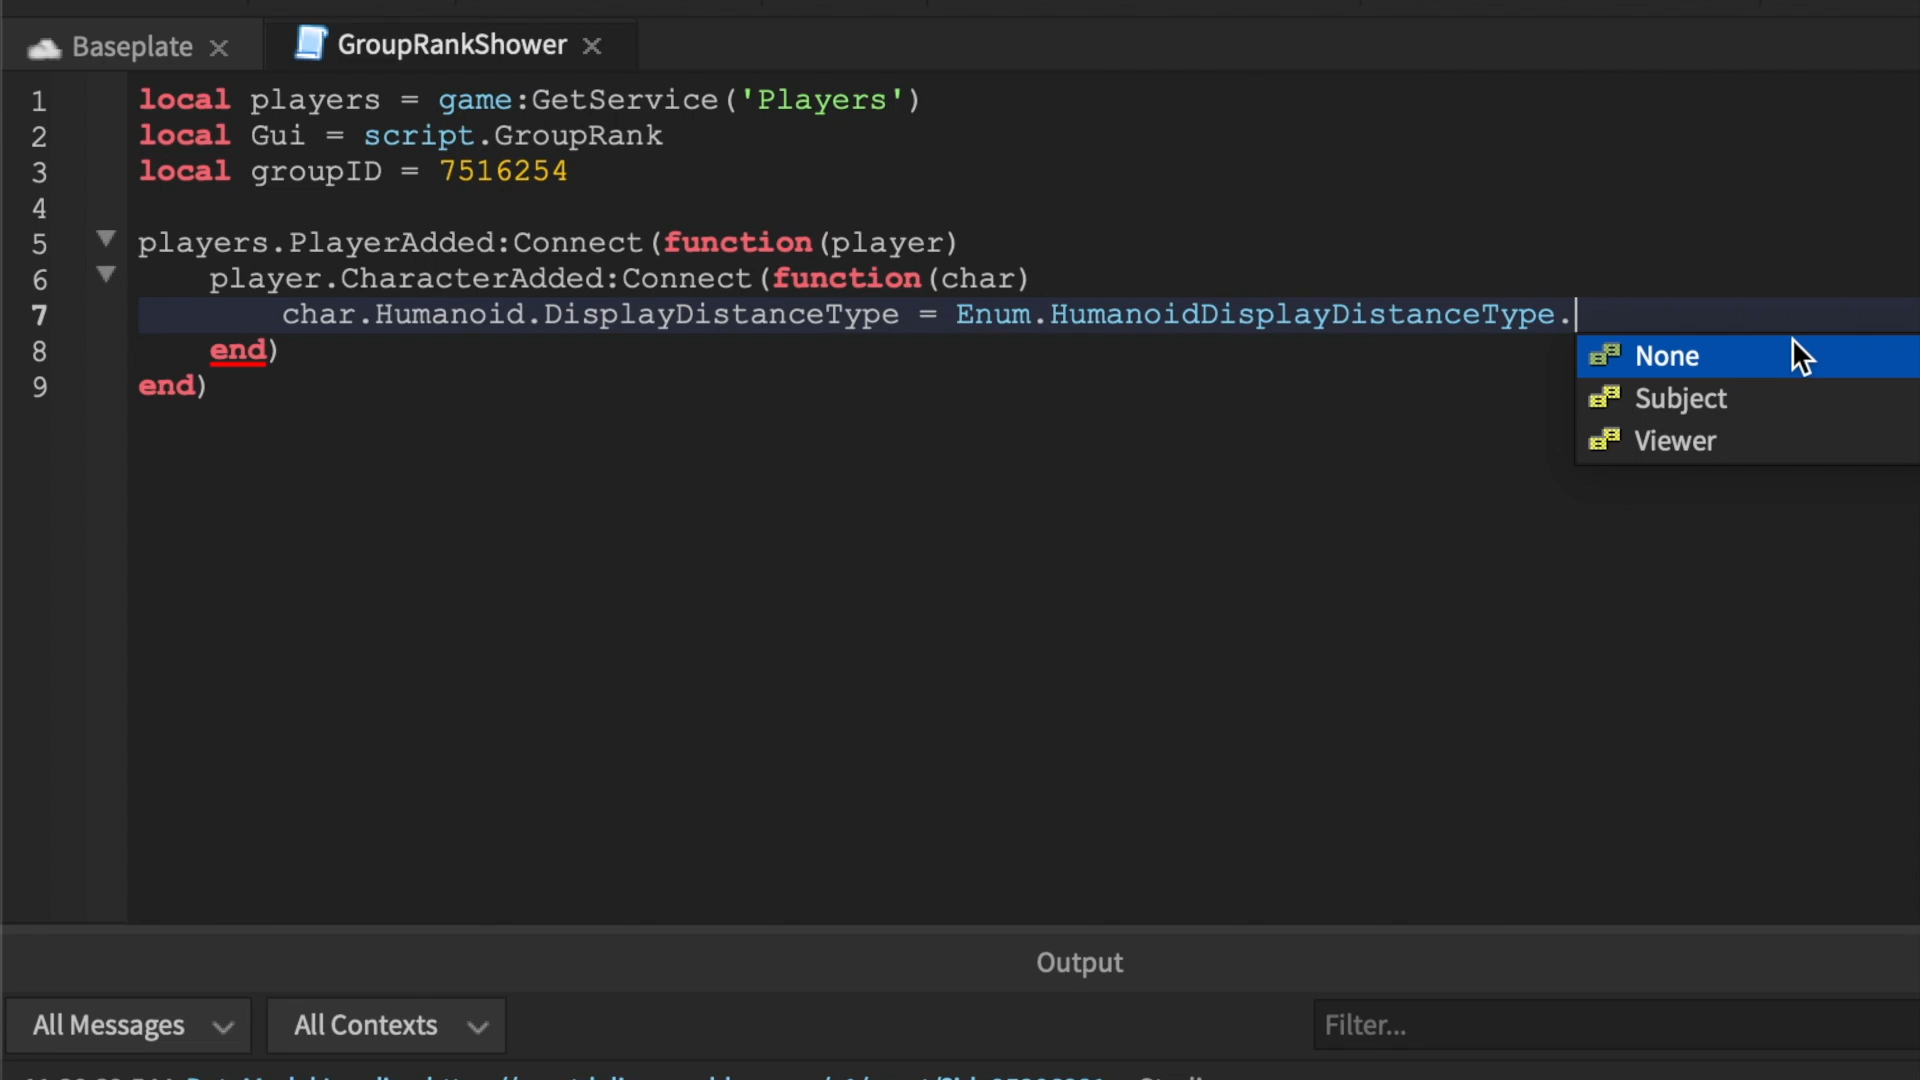 Baseplate × GroupRankShower ×
1 local players = game:GetService('Players')
2 local Gui = script.GroupRank
3 local groupID = 7516254
4
5 players.PlayerAdded:Connect(function(player)
6 player.CharacterAdded:Connect(function(char)
7 char.Humanoid.DisplayDistanceType = Enum.HumanoidDisplayDistanceType.
8 end)
9 end)
None
Subject
Viewer
Output
All Messages All Contexts Filter...